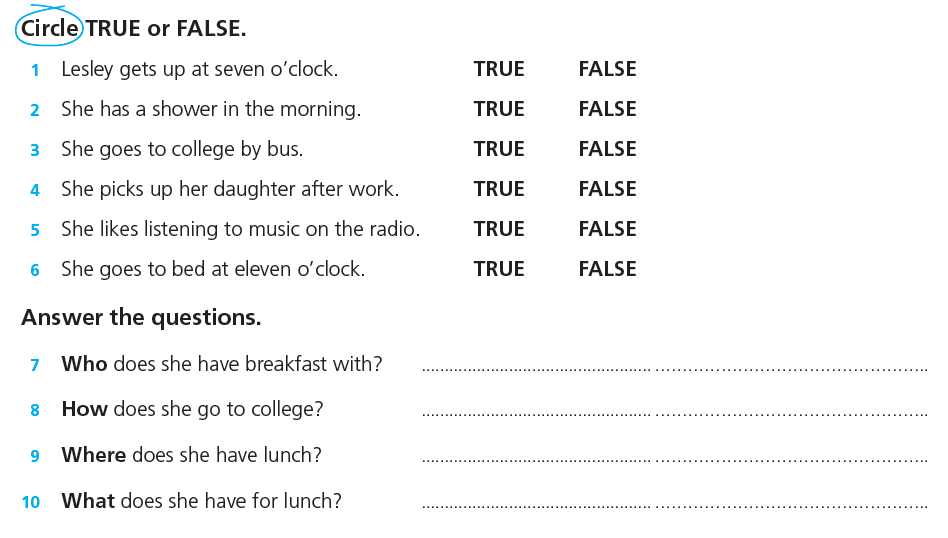 Circle TRUE or FALSE.
1 Lesley gets up at seven o’clock. TRUE FALSE
2 She has a shower in the morning. TRUE FALSE
3 She goes to college by bus. TRUE FALSE
4 She picks up her daughter after work. TRUE FALSE
5 She likes listening to music on the radio. TRUE FALSE
6 She goes to bed at eleven o’clock. TRUE FALSE
Answer the questions.
7 Who does she have breakfast with? ................................................................................................
8 How does she go to college? ................................................................................................
9 Where does she have lunch? ................................................................................................
10 What does she have for lunch? ................................................................................................